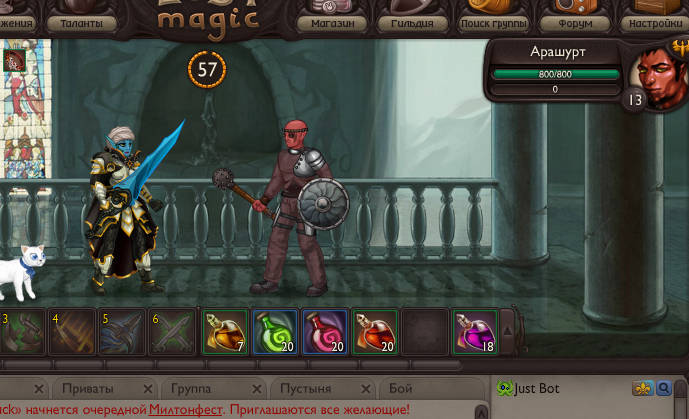 жения Таланты magic Магазин Гильдия Поиск группы Форум Настройки
57
Арашурт
800/800
0
13
3 4 5 6 7 20 20 20 18
Приваты Группа Пустыня Бой
Just Bot
ck» начнется очередной Милтонфест. Приглашаются все желающие!